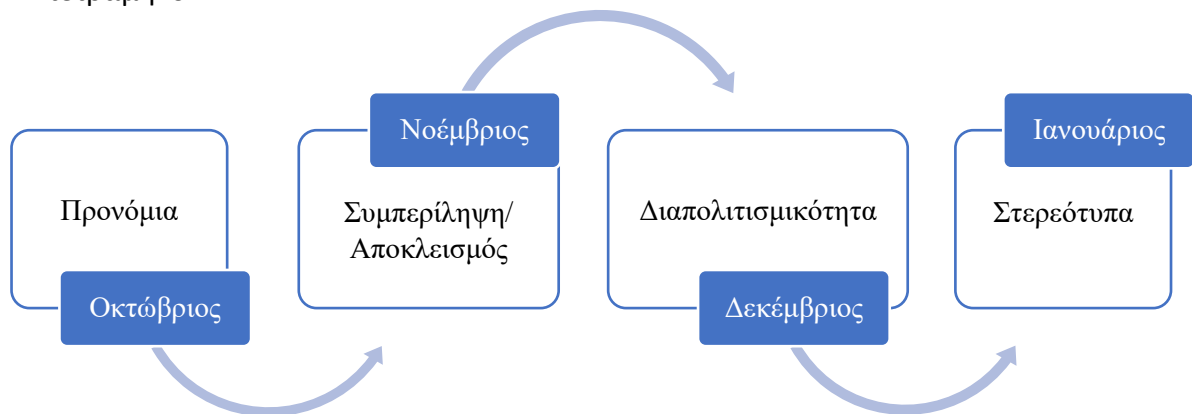 Προνόμια
Οκτώβριος
Νοέμβριος
Συμπερίληψη/
Αποκλεισμός
Διαπολιτισμικότητα
Δεκέμβριος
Ιανουάριος
Στερεότυπα